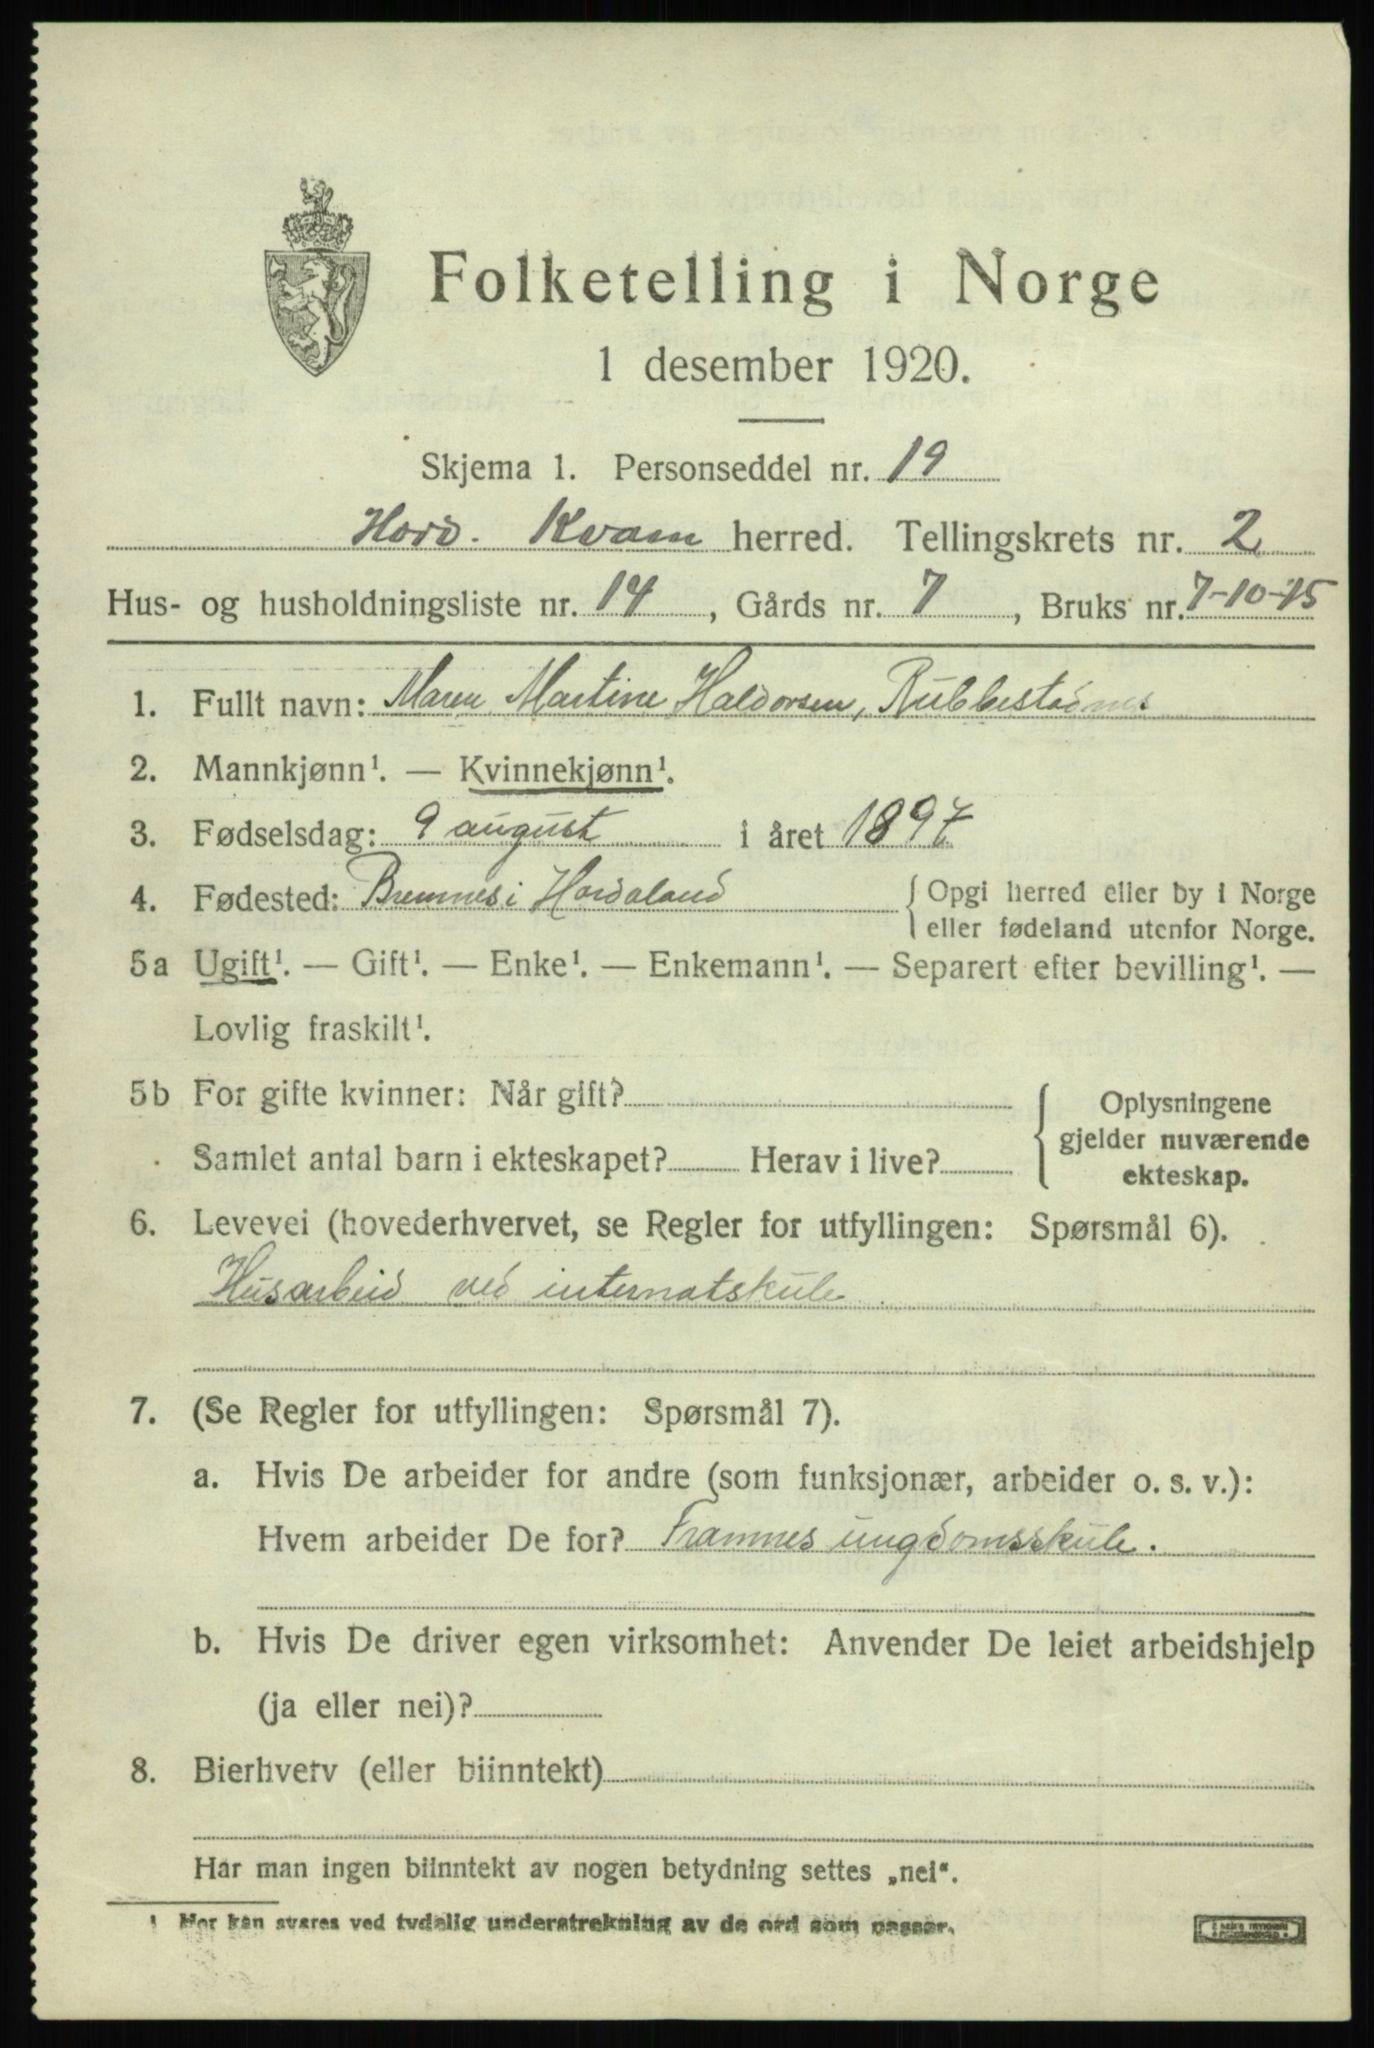 Folketelling i Norge
1 desember 1920.
Skjema 1. Personseddel nr. 19
Hord. Kvam herred. Tellingskrets nr. 2
Hus- og husholdningsliste nr. 14, Gårds nr. 7, Bruks nr. 7-10-15
1. Fullt navn: Maren Martine Haldorsen, Rubbestadnes
2. Mannkjønn¹. — Kvinnekjønn¹.
3. Fødselsdag: 9 august i året 1897
4. Fødested: Bremnes i Hordaland { Opgi herred eller by i Norge
eller fødeland utenfor Norge.
5a Ugift¹. — Gift¹. — Enke¹. — Enkemann¹. — Separert efter bevilling¹. —
Lovlig fraskilt¹.
5b For gifte kvinner: Når gift?
Samlet antal barn i ekteskapet? Herav i live?
{ Oplysningene
gjelder nuværende
ekteskap.
6. Levevei (hovederhvervet, se Regler for utfyllingen: Spørsmål 6).
Husarbeid ved internatskule
7. (Se Regler for utfyllingen: Spørsmål 7).
a. Hvis De arbeider for andre (som funksjonær, arbeider o. s. v.):
Hvem arbeider De for? Framnes ungdomsskule.
b. Hvis De driver egen virksomhet: Anvender De leiet arbeidshjelp
(ja eller nei)?
8. Bierhverv (eller biinntekt)
Har man ingen biinntekt av nogen betydning settes „nei".
¹ Her kan svares ved tydelig understrekning av de ord som passer.